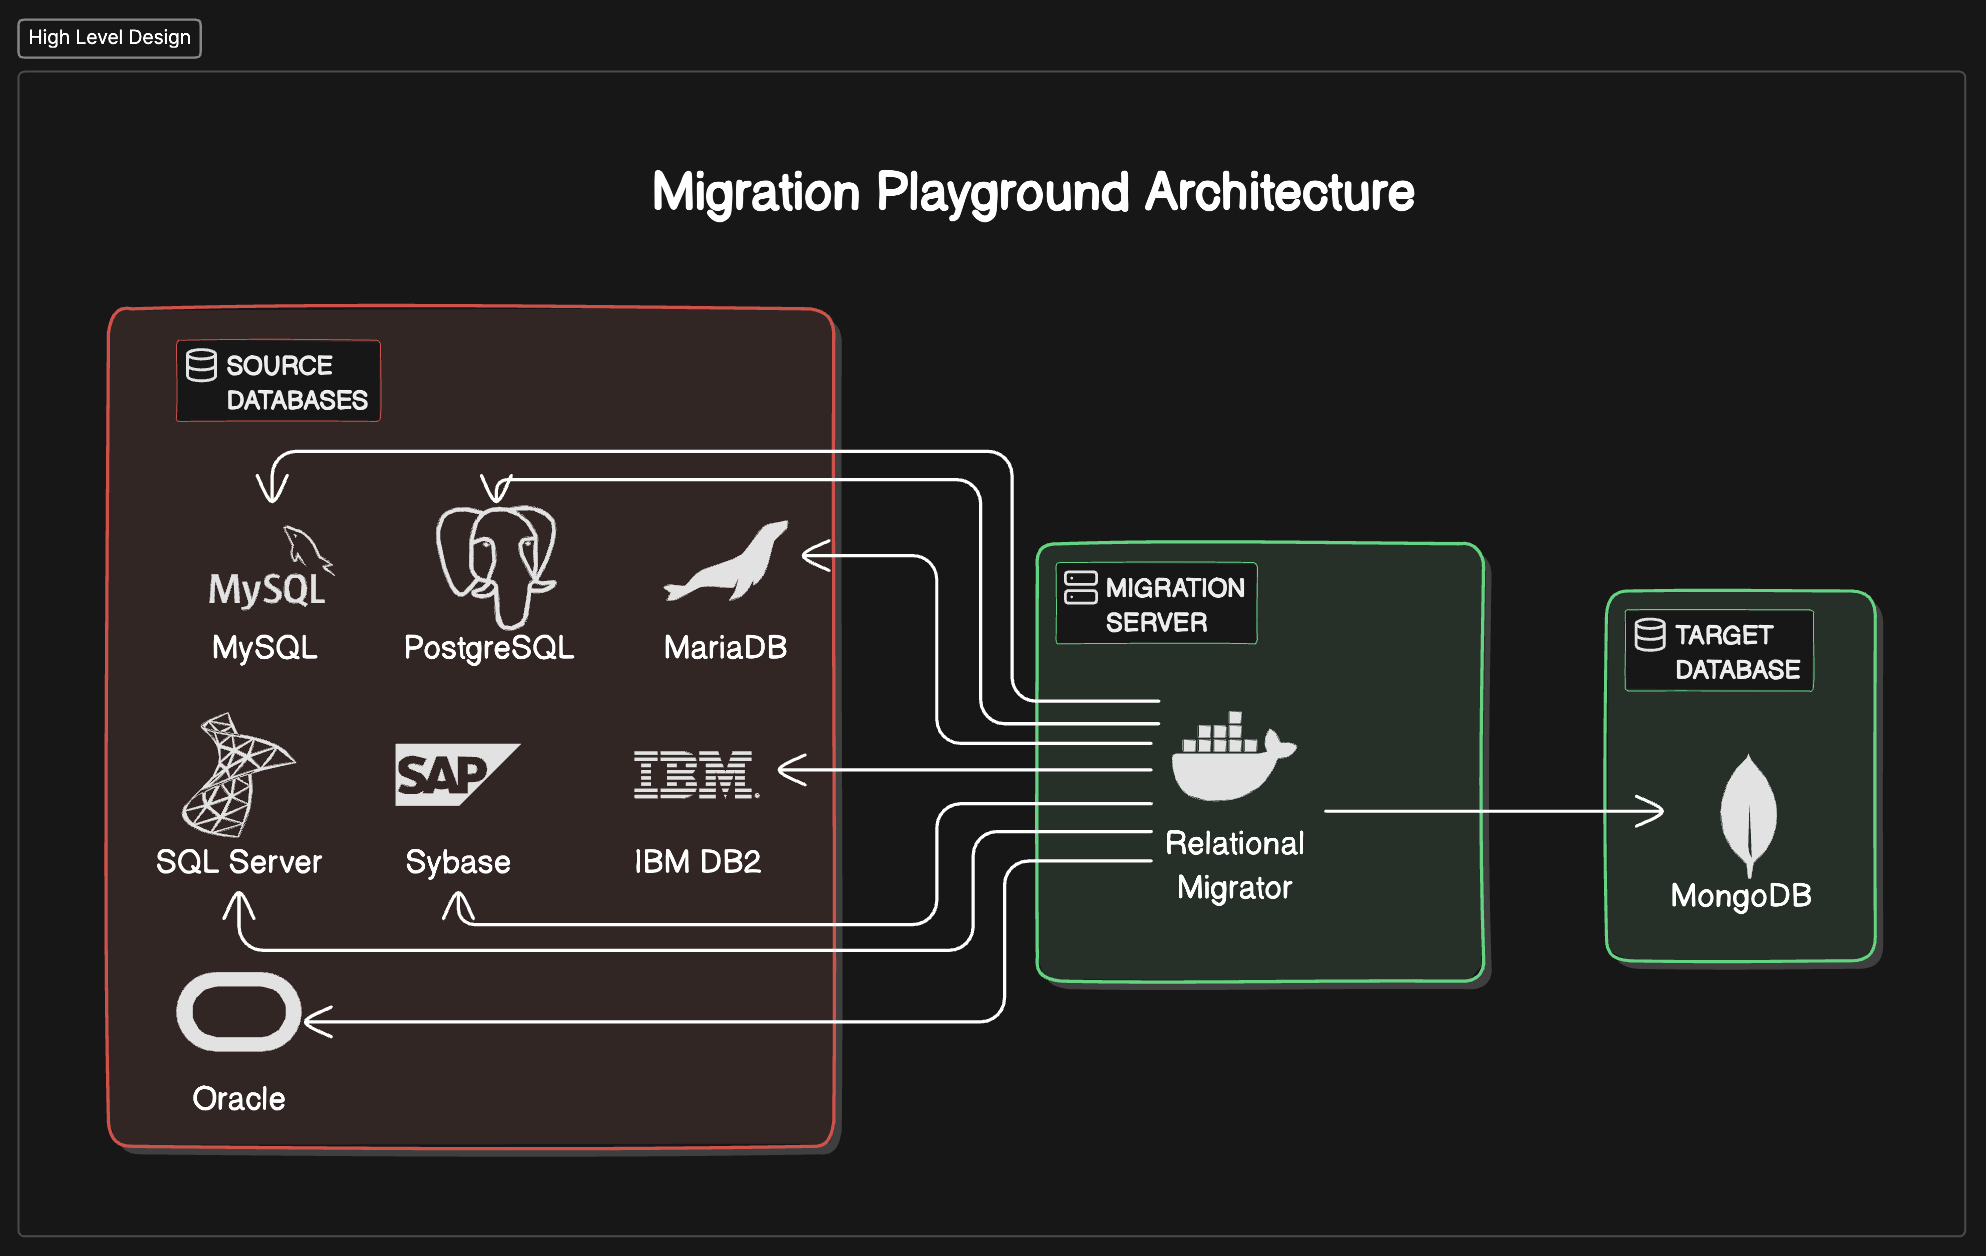 High Level Design
Migration Playground Architecture
SOURCE
DATABASES
MySQL
MySQL
PostgreSQL
MariaDB
SAP
IBM
SQL Server
Sybase
IBM DB2
Oracle
MIGRATION
SERVER
Relational
Migrator
TARGET
DATABASE
MongoDB